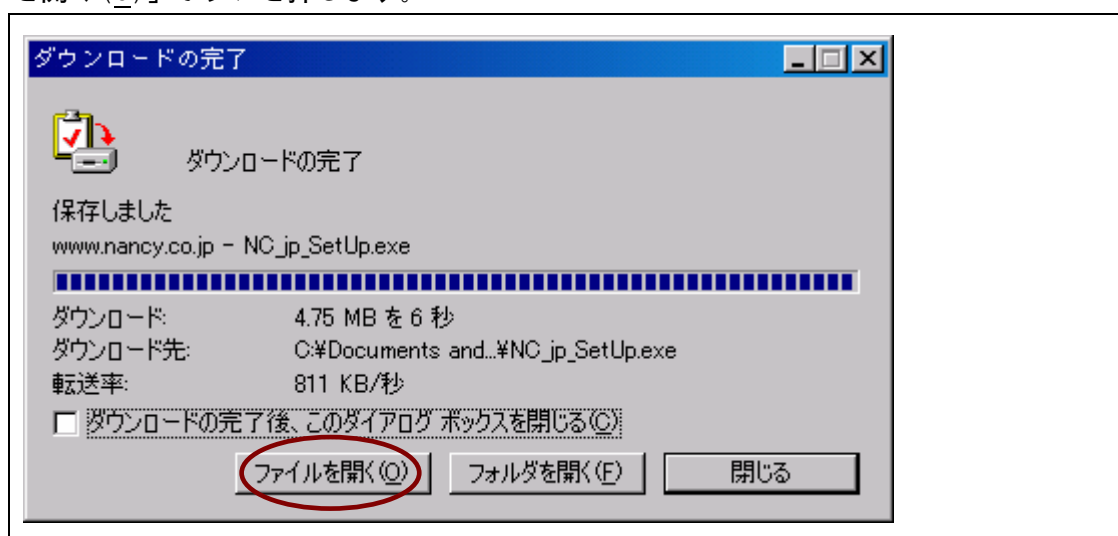 ダウンロードの完了
ダウンロードの完了
保存しました
www.nancy.co.jp - NC_jp_SetUp.exe
ダウンロード: 4.75 MB を 6 秒
ダウンロード先: C:¥Documents and...¥NC_jp_SetUp.exe
転送率: 811 KB/秒
ダウンロードの完了後、このダイアログ ボックスを閉じる(C)
ファイルを開く(O) フォルダを開く(F) 閉じる